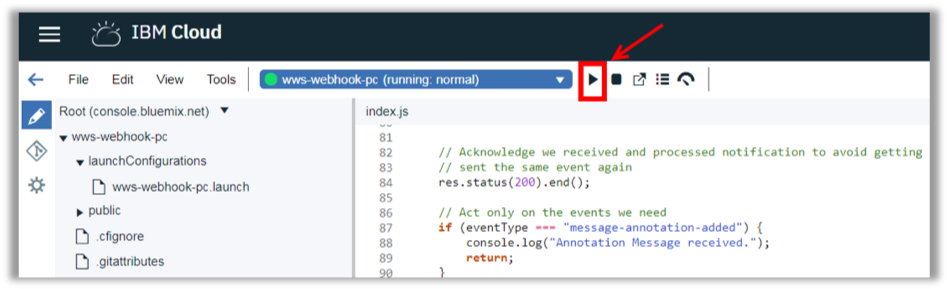 IBM Cloud
File Edit View Tools wws-webhook-pc (running: normal)
Root (console.bluemix.net)
wws-webhook-pc
launchConfigurations
wws-webhook-pc.launch
public
.cfignore
.gitattributes
index.js
81
82 // Acknowledge we received and processed notification to avoid getting
83 // sent the same event again
84 res.status(200).end();
85
86 // Act only on the events we need
87 if (eventType === "message-annotation-added") {
88 console.log("Annotation Message received.");
89 return;
90 }